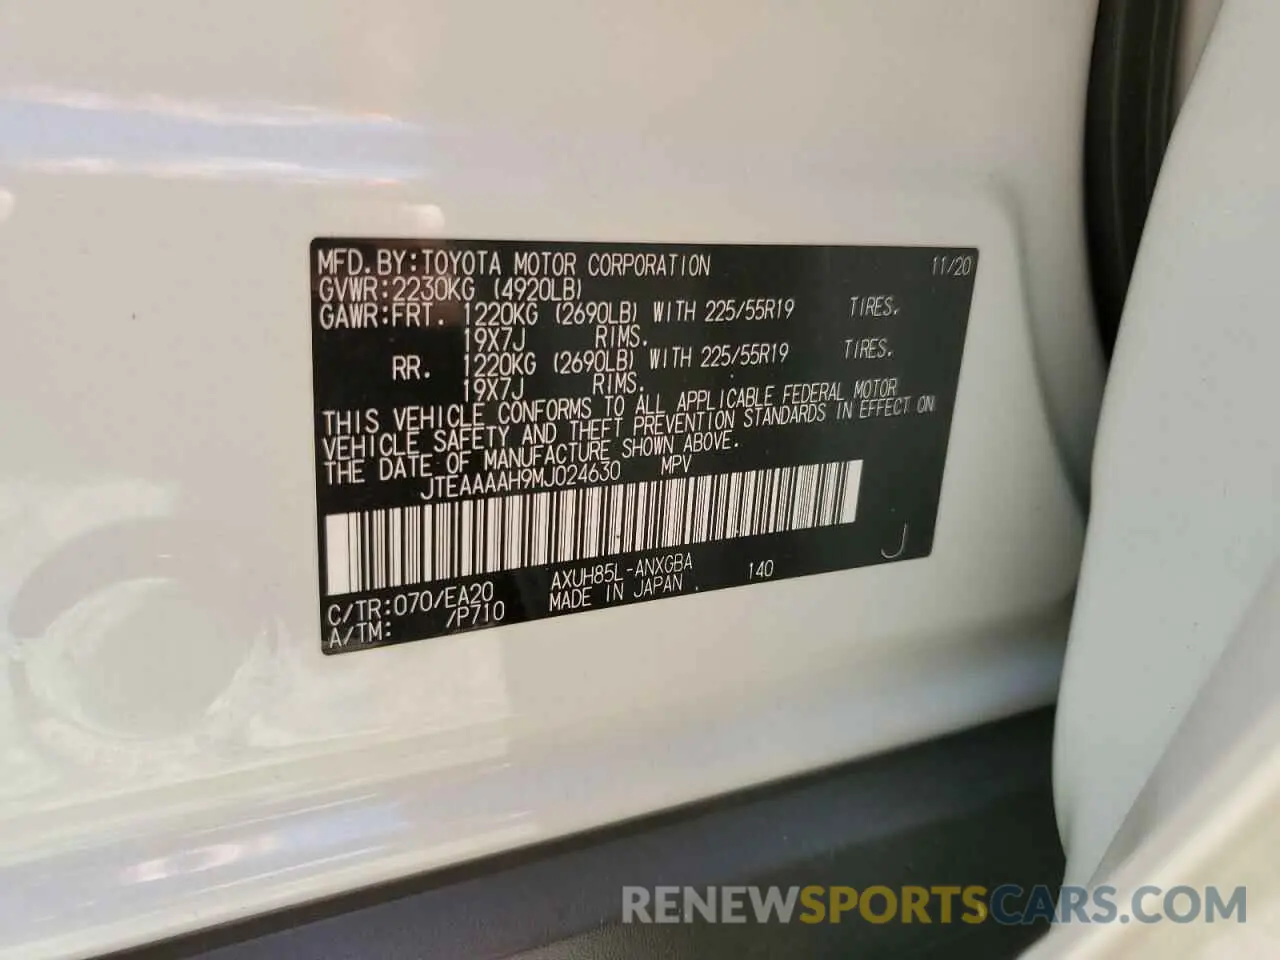 MFD.BY:TOYOTA MOTOR CORPORATION 11/20
GVWR:2230KG (4920LB)
GAWR:FRT. 1220KG (2690LB) WITH 225/55R19 TIRES.
19X7J RIMS.
RR. 1220KG (2690LB) WITH 225/55R19 TIRES.
19X7J RIMS.
THIS VEHICLE CONFORMS TO ALL APPLICABLE FEDERAL MOTOR
VEHICLE SAFETY AND THEFT PREVENTION STANDARDS IN EFFECT ON
THE DATE OF MANUFACTURE SHOWN ABOVE.
JTEAAAAH9MJ024630 MPV
J
C/TR:070/EA20 AXUH85L-ANXGBA 140
A/TM: /P710 MADE IN JAPAN.
RENEWSPORTSCARS.COM